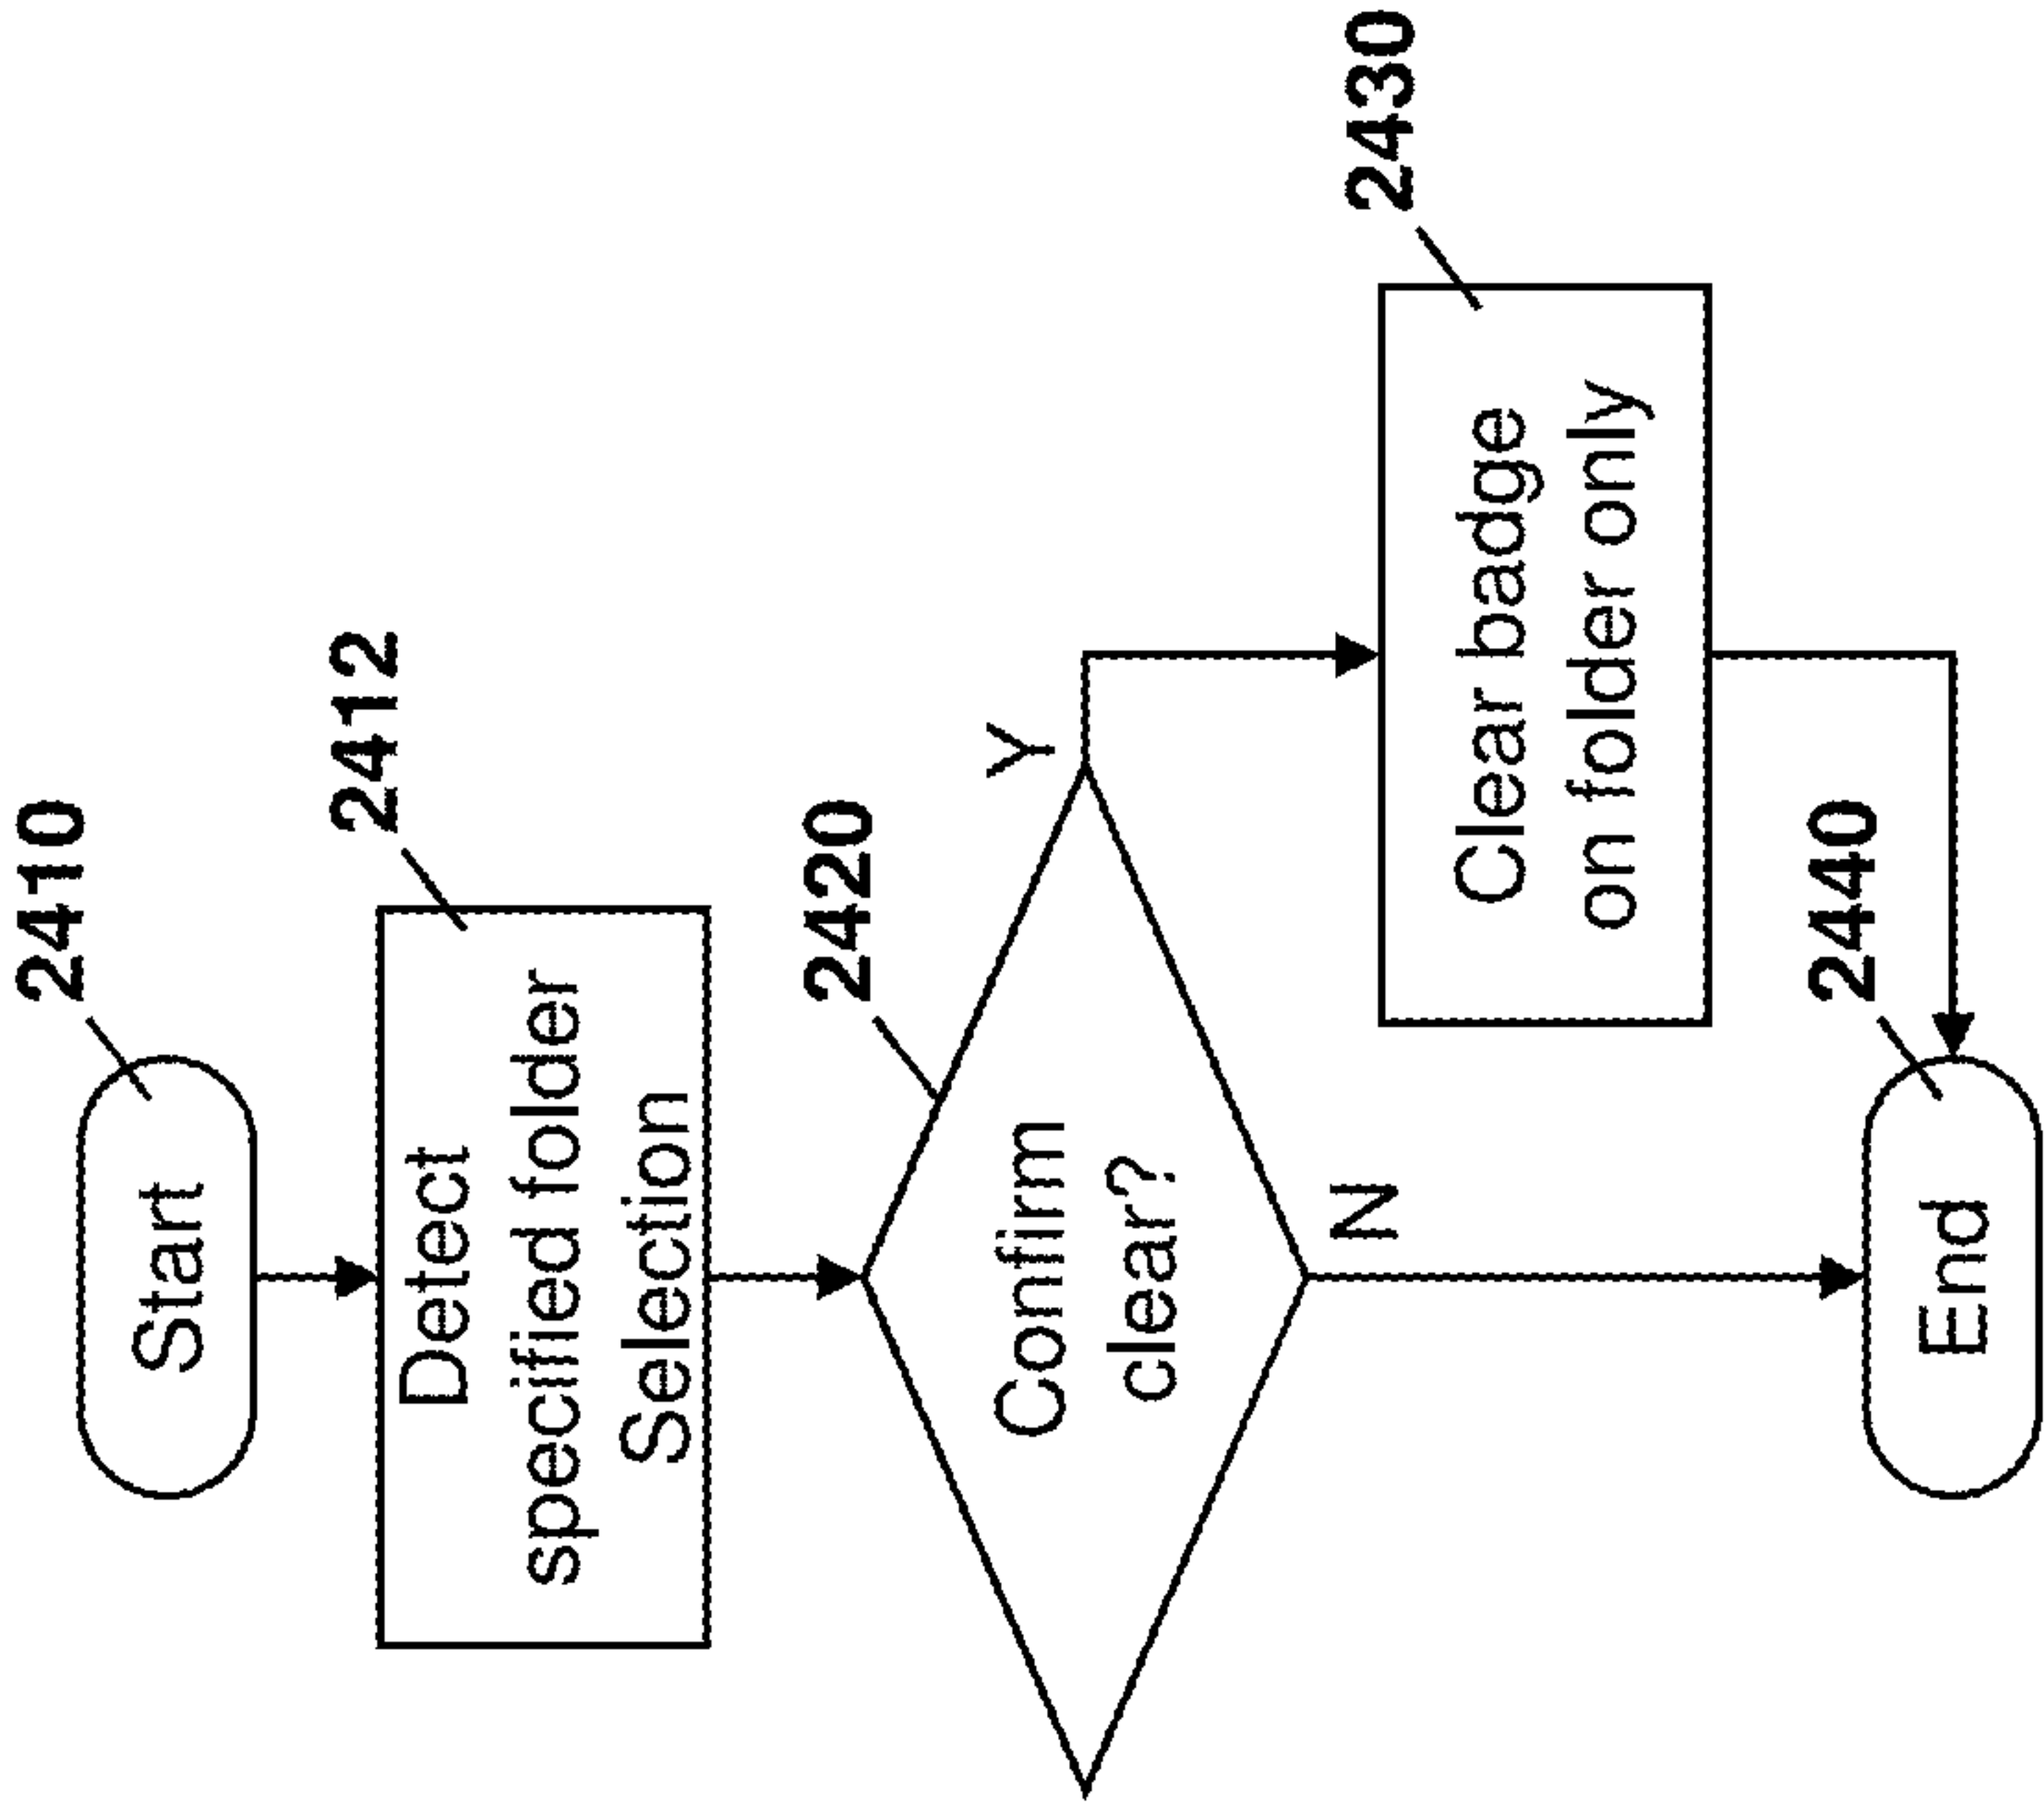 2410
Start
2412
Detect
specified folder
Selection
2420
Confirm
clear?
Y
N
2430
Clear badge
on folder only
2440
End